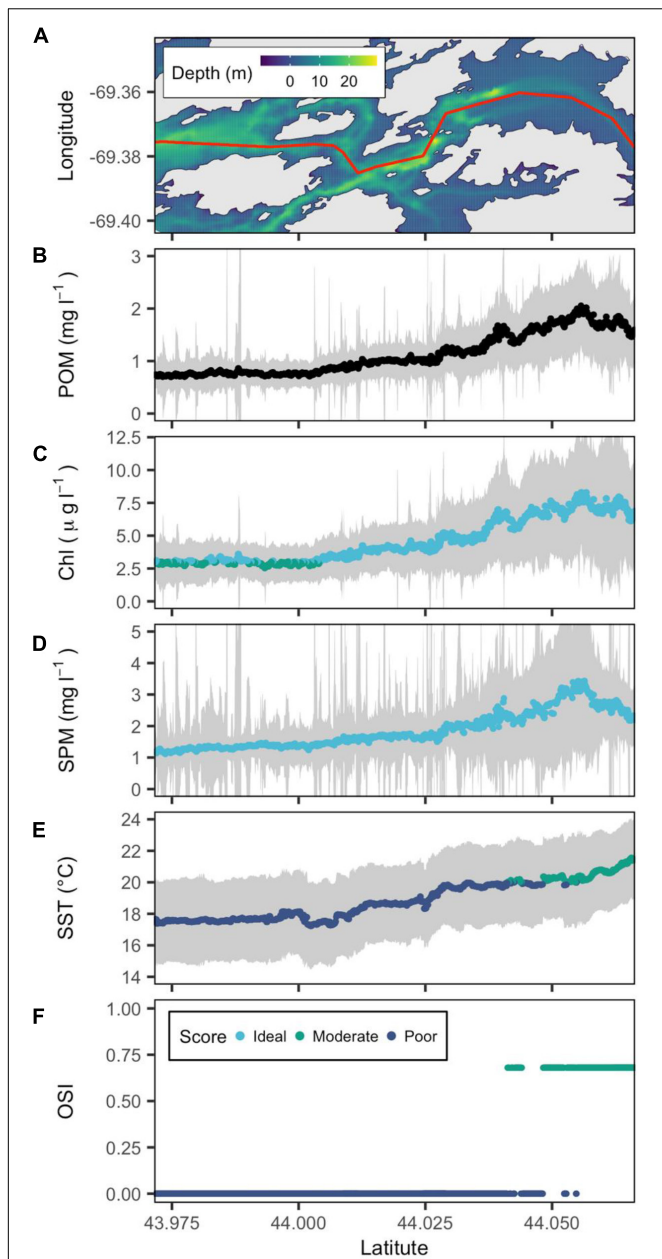 A
Depth (m)
0 10 20
Longitude
-69.36
-69.38
-69.40
B
POM (mg l−1)
3
2
1
0
C
Chl (μ g l−1)
12.5
10.0
7.5
5.0
2.5
0.0
D
SPM (mg l−1)
5
4
3
2
1
0
E
SST (°C)
24
22
20
18
16
14
F
OSI
1.00
0.75
0.50
0.25
0.00
Score Ideal Moderate Poor
43.975 44.000 44.025 44.050
Latitute